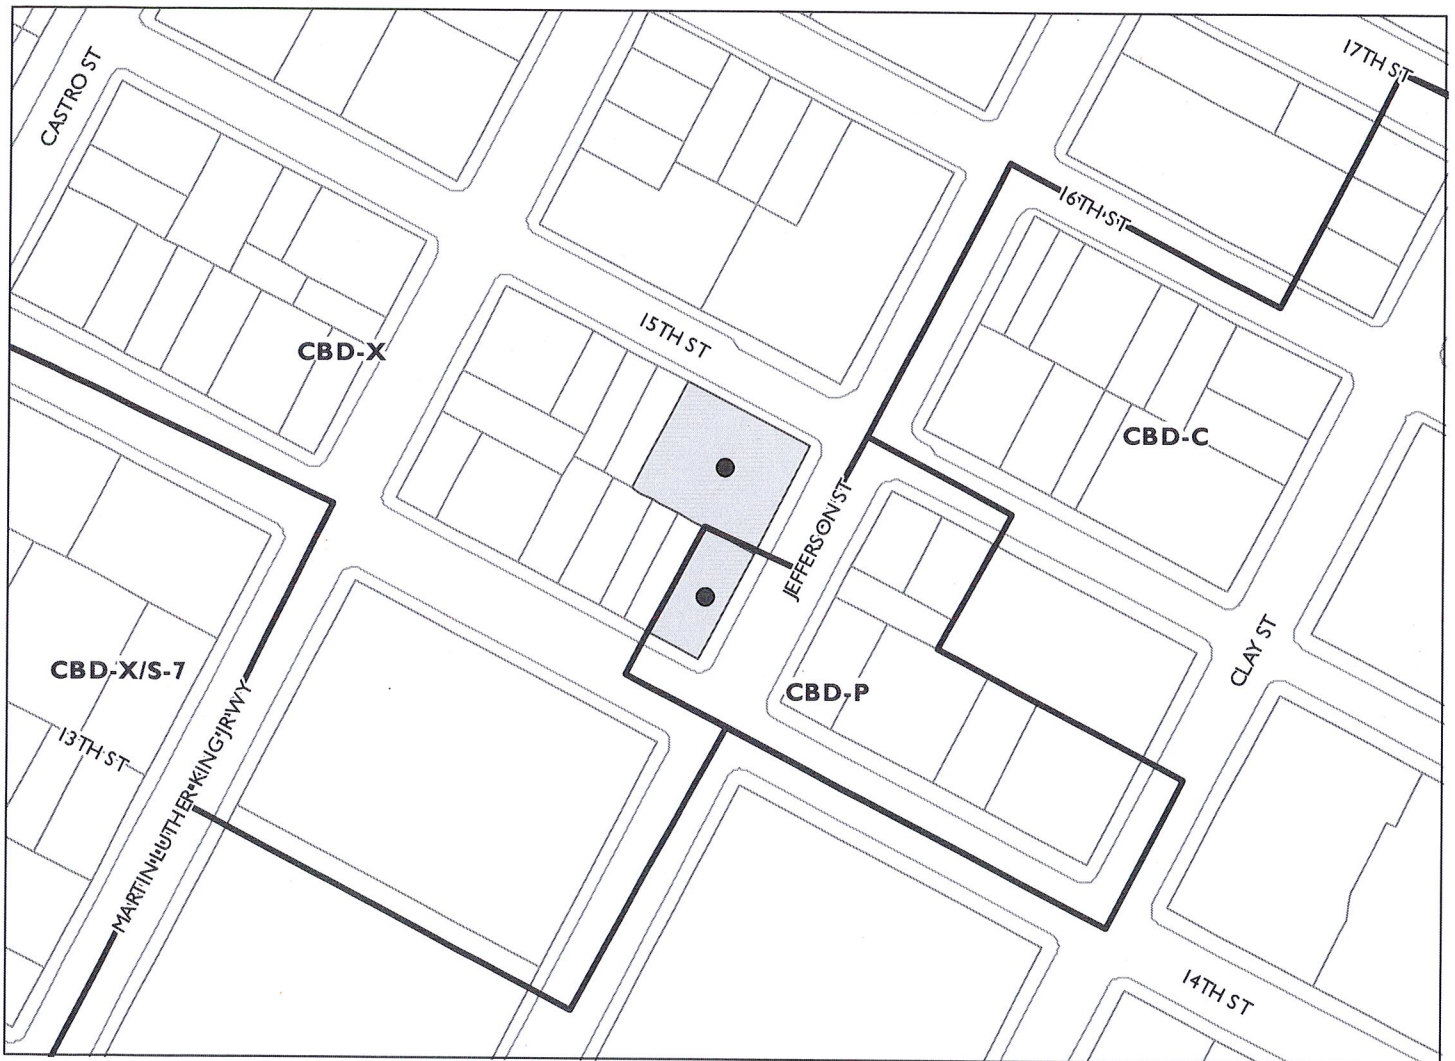 17TH ST
CASTRO ST
16TH ST
15TH ST
CBD-X
CBD-C
JEFFERSON ST
CLAY ST
CBD-X/S-7
CBD-P
13TH ST
MARTIN LUTHER KING JR WY
14TH ST